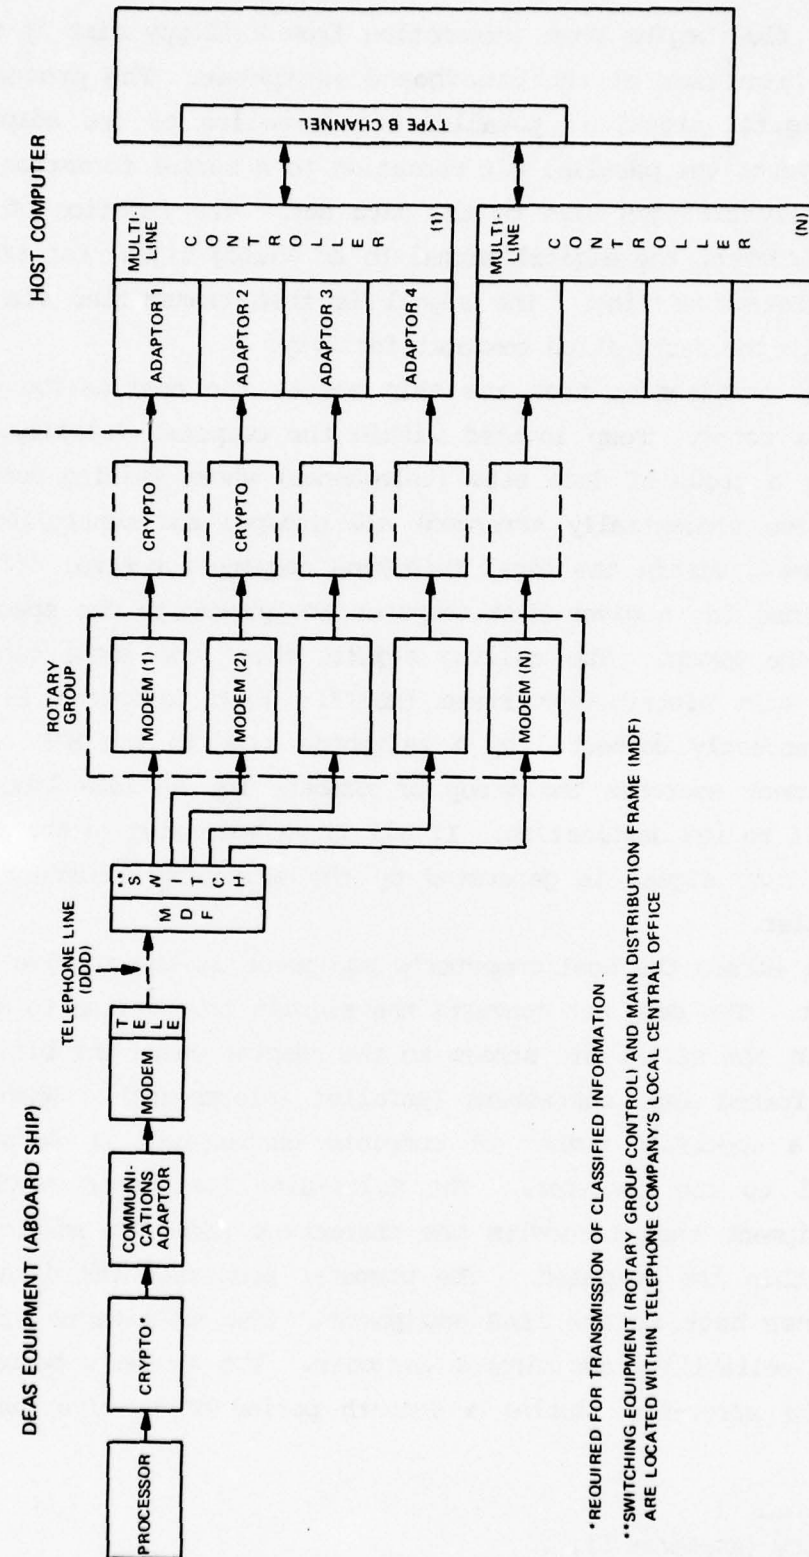 DEAS EQUIPMENT (ABOARD SHIP)
HOST COMPUTER
PROCESSOR
CRYPTO*
COMMUNI-
CATIONS
ADAPTOR
MODEM
TELE
TELEPHONE LINE
(DDD)
MDF
**SWITCH
ROTARY
GROUP
MODEM (1)
MODEM (2)
MODEM (N)
CRYPTO
CRYPTO
ADAPTOR 1
ADAPTOR 2
ADAPTOR 3
ADAPTOR 4
MULTI-
LINE
CONTROLLER
(1)
MULTI-
LINE
CONTROLLER
(N)
TYPE B CHANNEL
*REQUIRED FOR TRANSMISSION OF CLASSIFIED INFORMATION
**SWITCHING EQUIPMENT (ROTARY GROUP CONTROL) AND MAIN DISTRIBUTION FRAME (MDF)
ARE LOCATED WITHIN TELEPHONE COMPANY'S LOCAL CENTRAL OFFICE